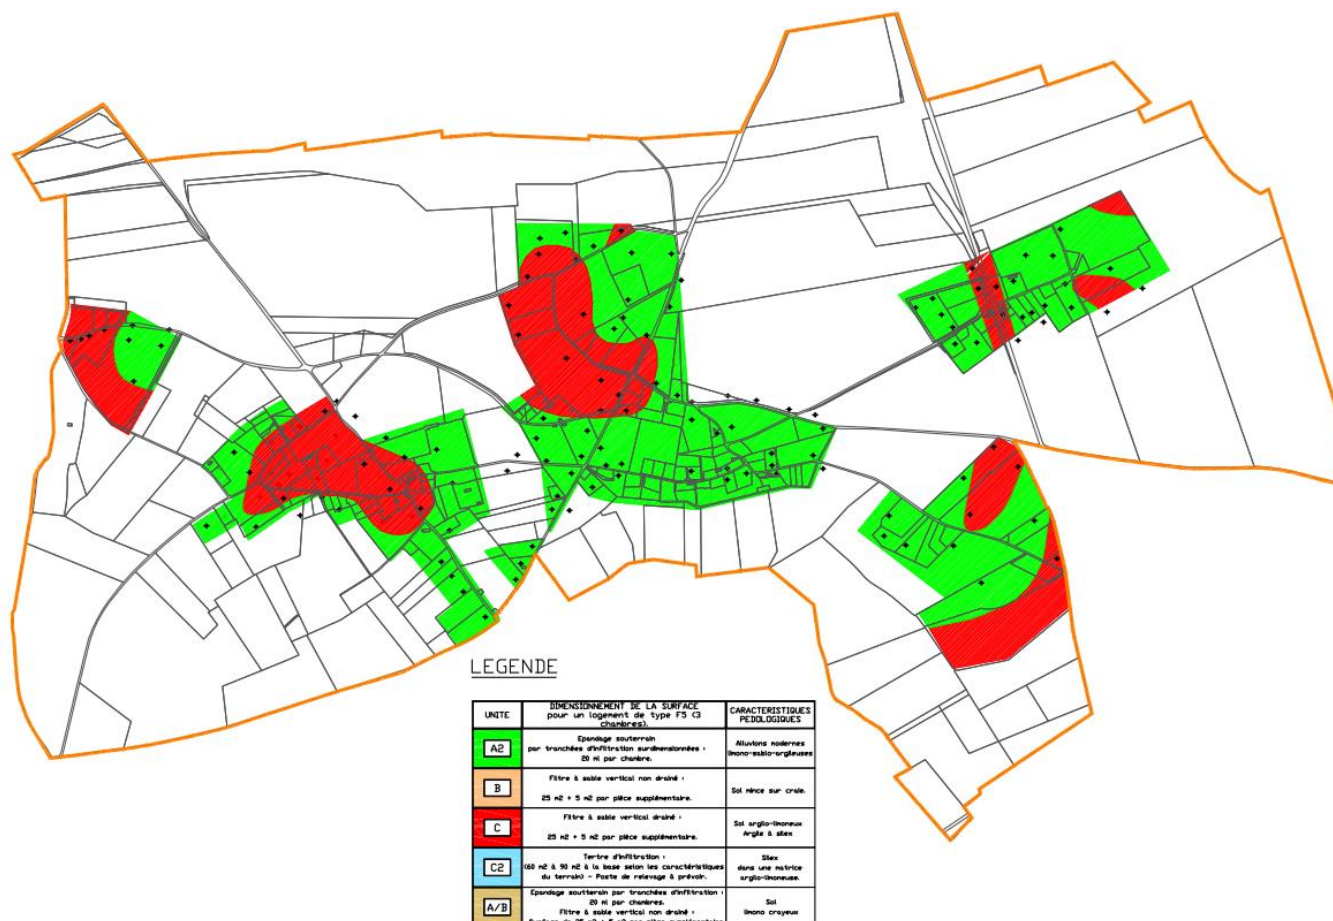 LEGENDE
UNITE
DIMENSIONNEMENT DE LA SURFACE
pour un logement de type F5 (3
chambres).
CARACTERISTIQUES
PEDOLOGIQUES
A2
Epandage souterrain
par tranchées d'infiltration surdimensionnées :
20 ml par chambre.
Alluvions modernes
limono-sablo-argileuses
B
Filtre à sable vertical non drainé :
25 m2 + 5 m2 par pièce supplémentaire.
Sol mince sur craie.
C
Filtre à sable vertical drainé :
25 m2 + 5 m2 par pièce supplémentaire.
Sol argilo-limoneux
Argile à silex
C2
Tertre d'infiltration :
(60 m2 à 90 m2 à la base selon les caractéristiques
du terrain) - Poste de relevage à prévoir.
Silex
dans une matrice
argilo-limoneuse.
A/B
Epandage soutterain par tranchées d'infiltration :
20 ml par chambres.
Filtre à sable vertical non drainé :
Sol
limono crayeux